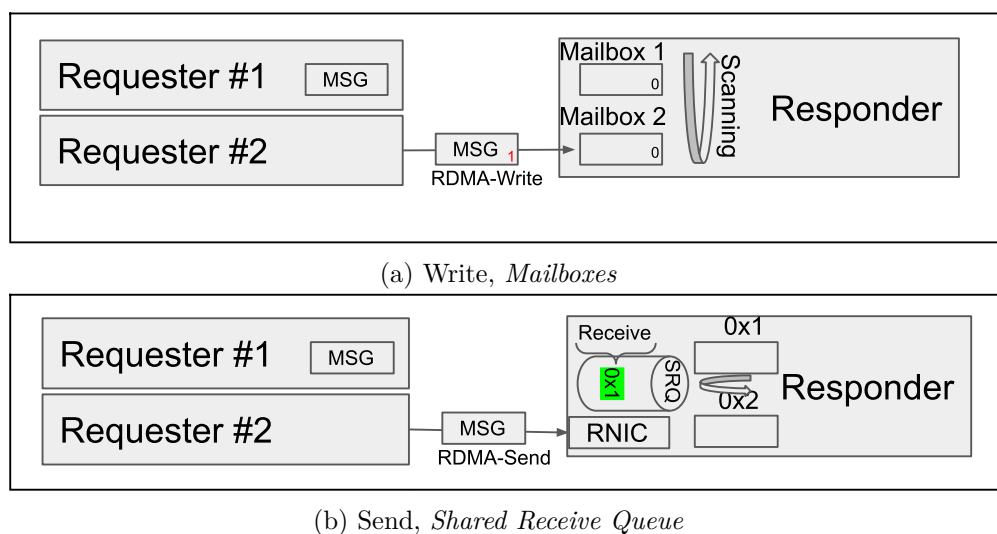 Requester #1
MSG
Requester #2
MSG 1
RDMA-Write
Mailbox 1
0
Mailbox 2
0
Scanning
Responder
(a) Write, Mailboxes
Requester #1
MSG
Requester #2
MSG
RDMA-Send
Receive
0x1
SRQ
RNIC
0x1
0x2
Responder
(b) Send, Shared Receive Queue